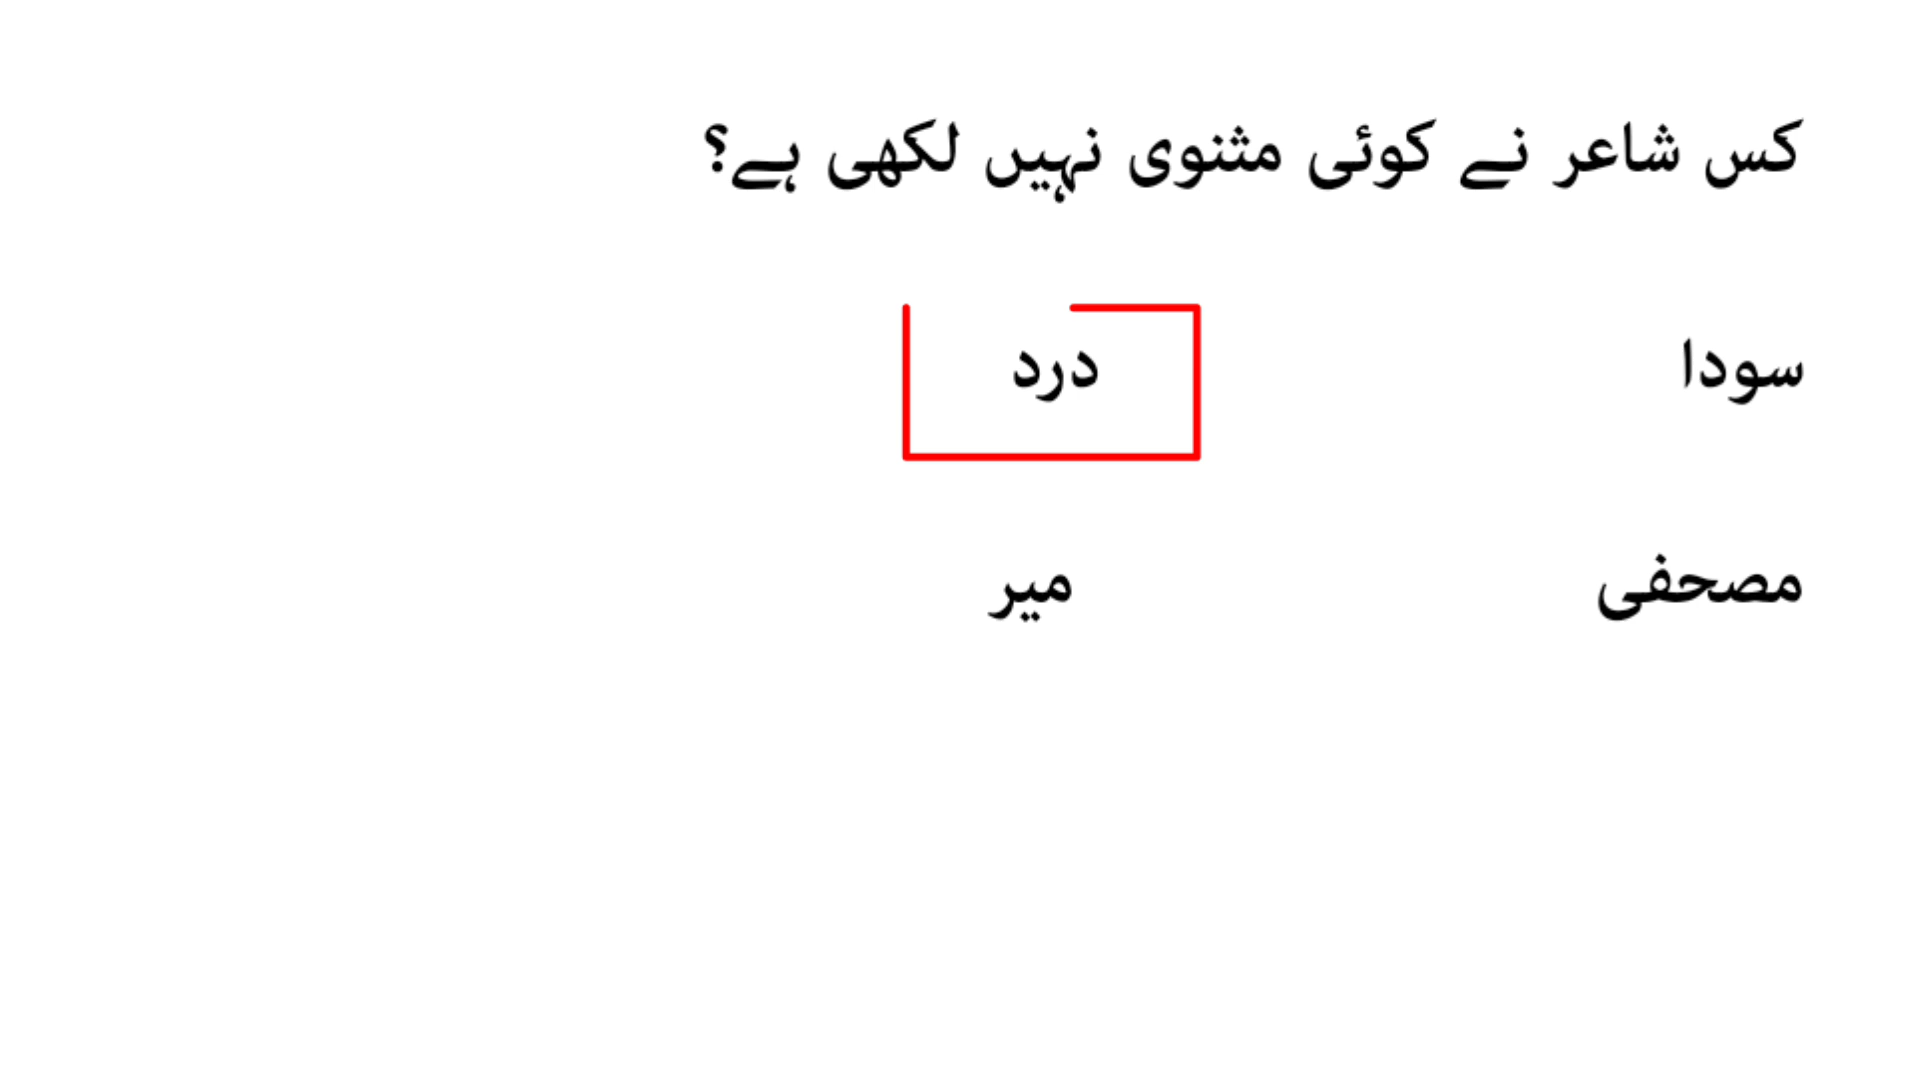 کس شاعر نے کوئی مثنوی نہیں لکھی ہے؟
سودا درد
مصحفی میر